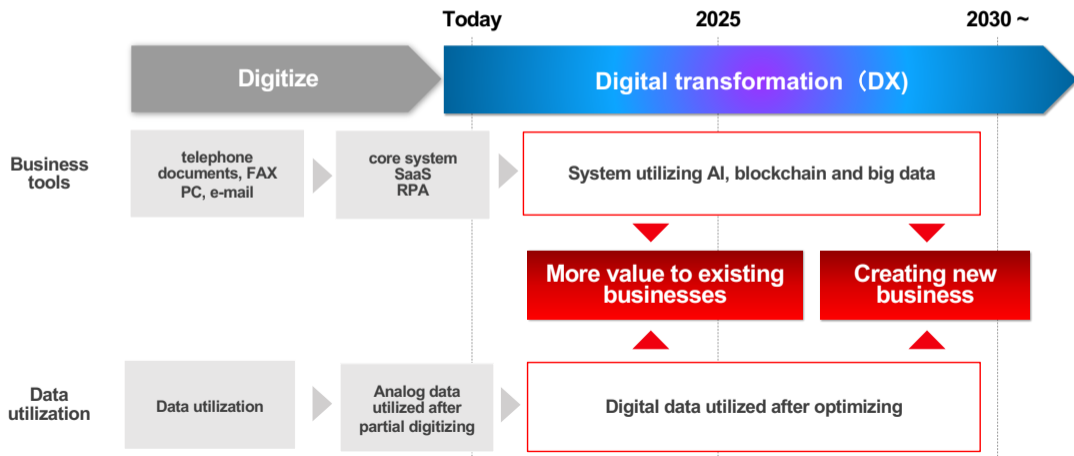 Today
2025
2030 ~
Digitize
Digital transformation（DX)
Business
tools
telephone
documents, FAX
PC, e-mail
core system
SaaS
RPA
System utilizing AI, blockchain and big data
More value to existing
businesses
Creating new
business
Data
utilization
Data utilization
Analog data
utilized after
partial digitizing
Digital data utilized after optimizing